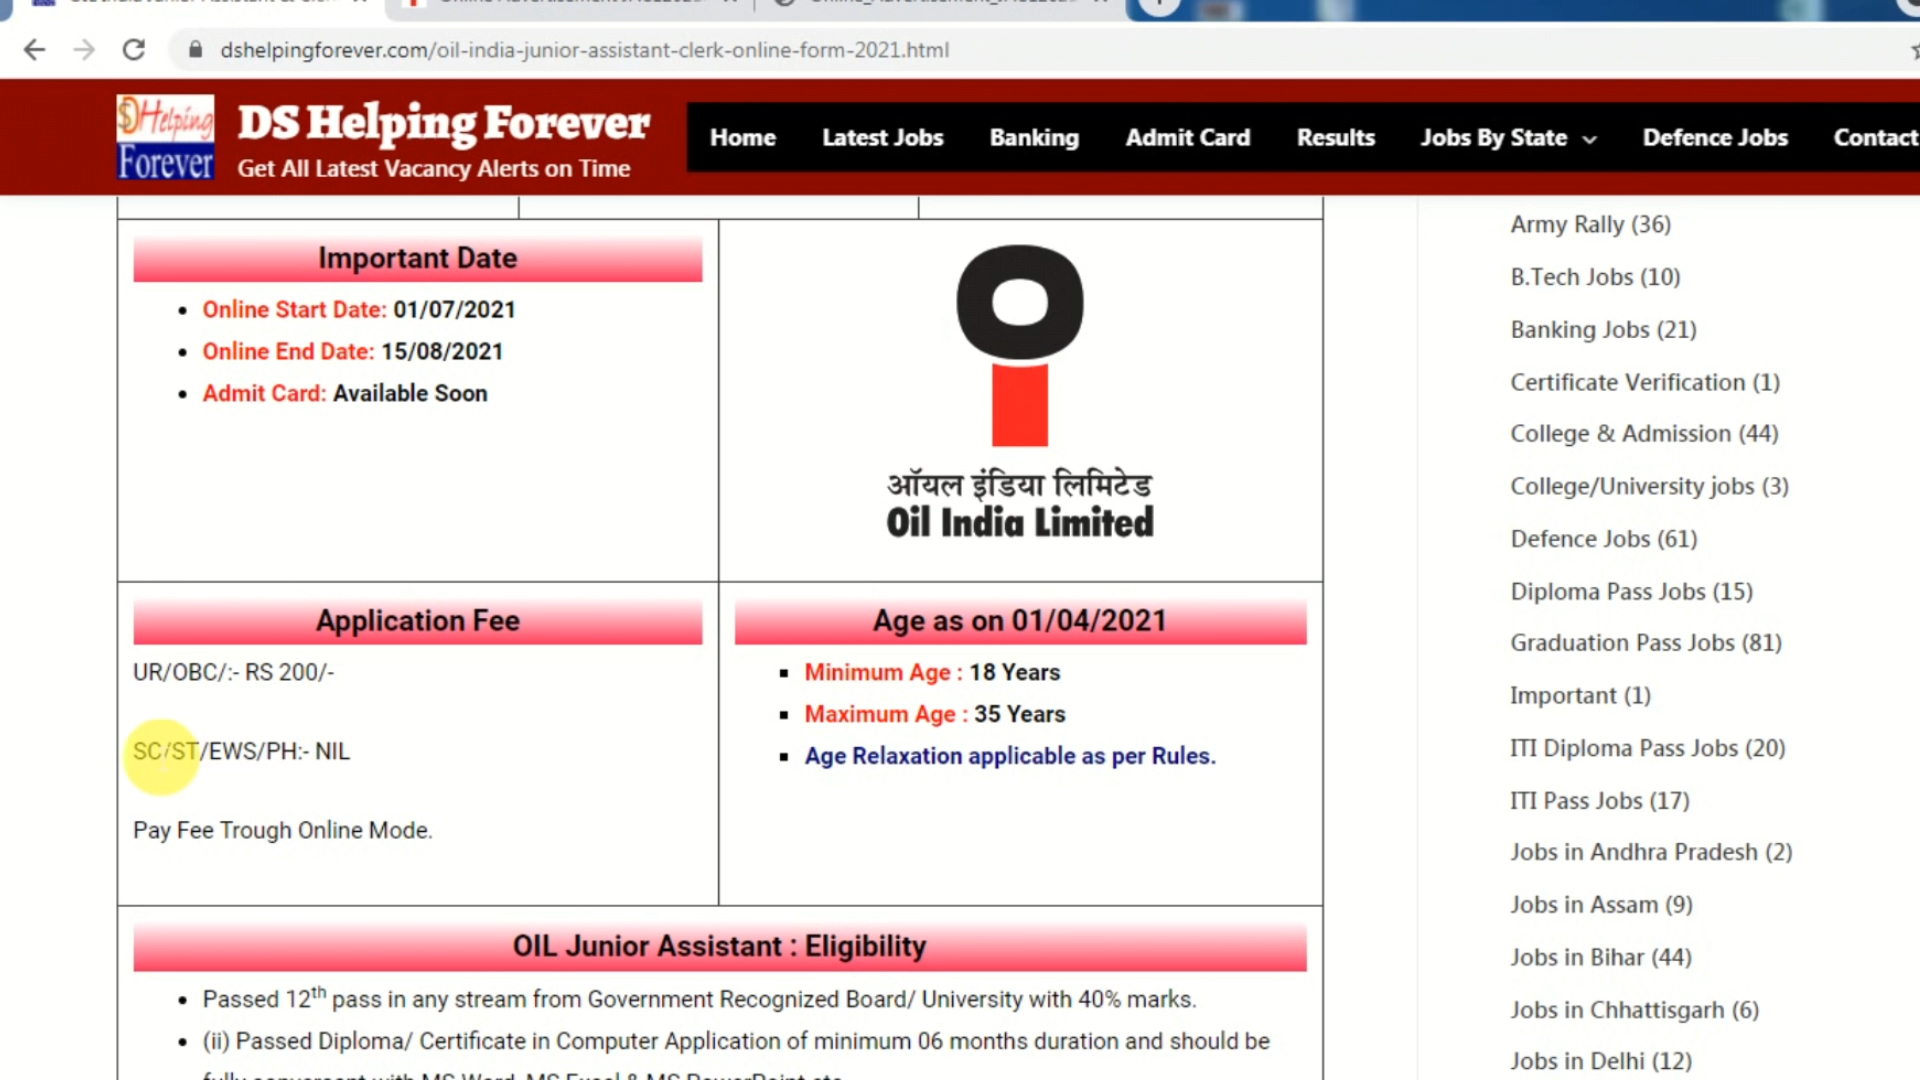 dshelpingforever.com/oil-india-junior-assistant-clerk-online-form-2021.html
$DHelping
Forever
DS Helping Forever
Get All Latest Vacancy Alerts on Time
Home Latest Jobs Banking Admit Card Results Jobs By State Defence Jobs Contact
Important Date
Online Start Date: 01/07/2021
Online End Date: 15/08/2021
Admit Card: Available Soon
ऑयल इंडिया लिमिटेड
Oil India Limited
Application Fee
UR/OBC/:- RS 200/-
SC/ST/EWS/PH:- NIL
Pay Fee Trough Online Mode.
Age as on 01/04/2021
Minimum Age : 18 Years
Maximum Age : 35 Years
Age Relaxation applicable as per Rules.
OIL Junior Assistant : Eligibility
Passed 12th pass in any stream from Government Recognized Board/ University with 40% marks.
(ii) Passed Diploma/ Certificate in Computer Application of minimum 06 months duration and should be
Army Rally (36)
B.Tech Jobs (10)
Banking Jobs (21)
Certificate Verification (1)
College & Admission (44)
College/University jobs (3)
Defence Jobs (61)
Diploma Pass Jobs (15)
Graduation Pass Jobs (81)
Important (1)
ITI Diploma Pass Jobs (20)
ITI Pass Jobs (17)
Jobs in Andhra Pradesh (2)
Jobs in Assam (9)
Jobs in Bihar (44)
Jobs in Chhattisgarh (6)
Jobs in Delhi (12)